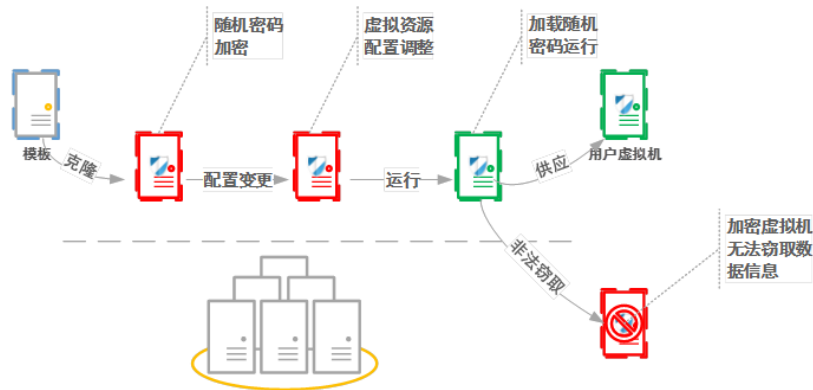 随机密码
加密
虚拟资源
配置调整
加载随机
密码运行
模板
克隆
配置变更
运行
供应
用户虚拟机
非法窃取
加密虚拟机
无法窃取数
据信息